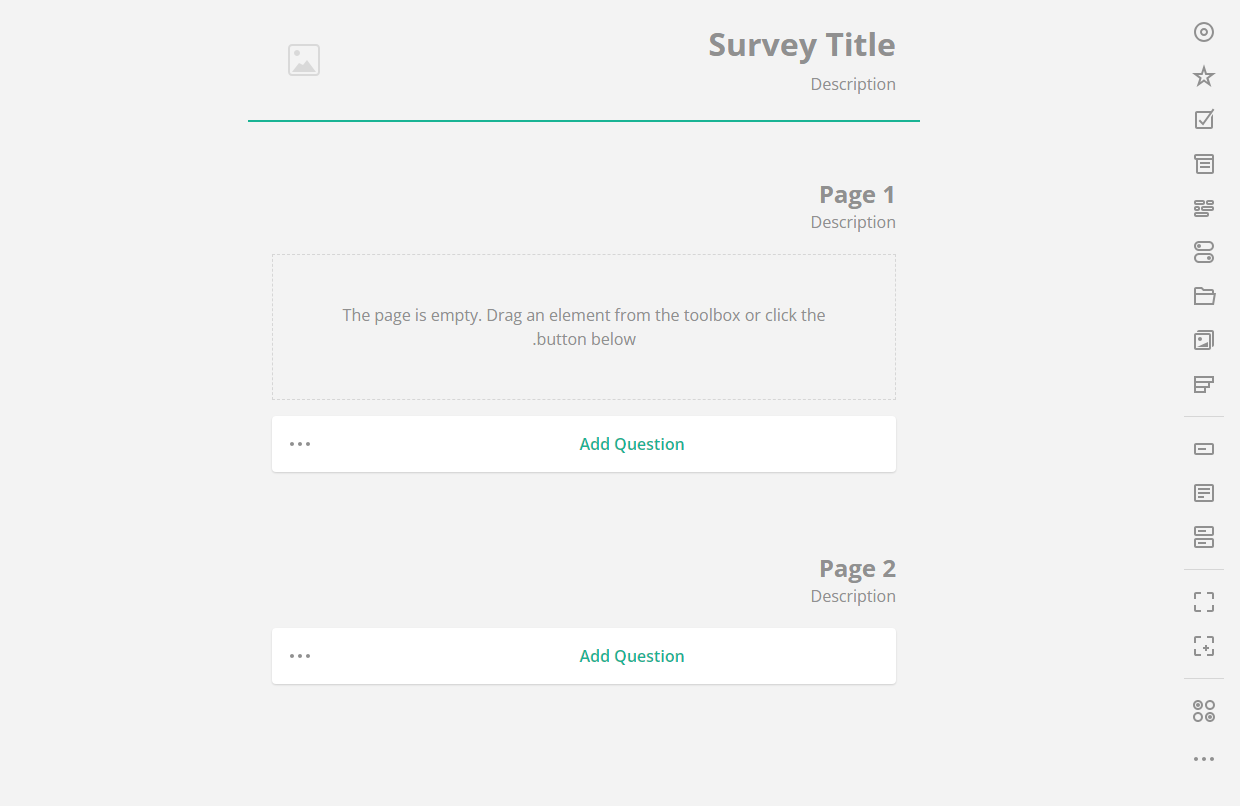 Survey Title
Description
Page 1
Description
The page is empty. Drag an element from the toolbox or click the
.button below
Add Question
Page 2
Description
Add Question